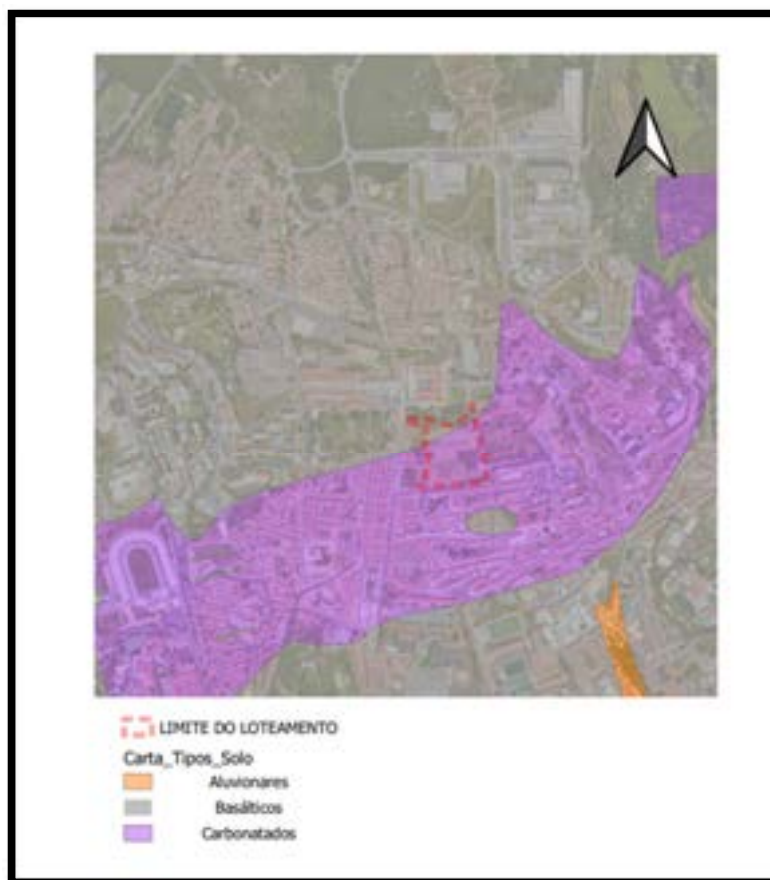 LIMITE DO LOTEAMENTO
Carta_Tipos_Solo
Aluvionares
Basálticos
Carbonatados